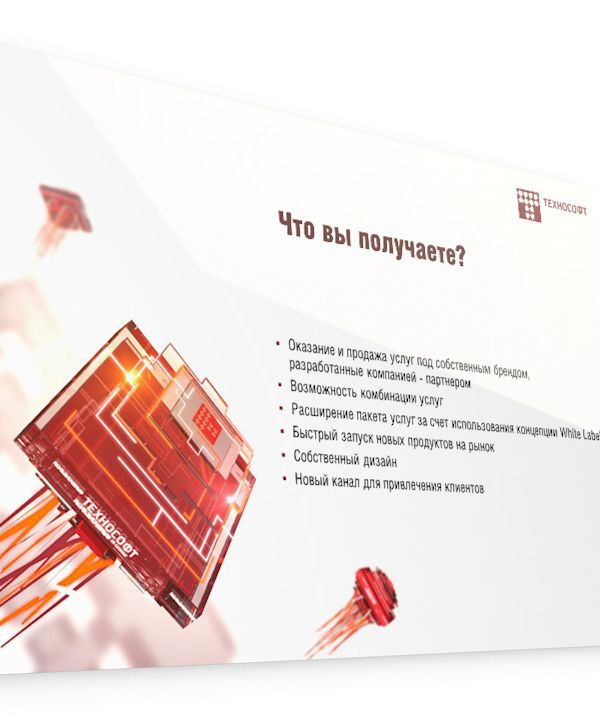 ТЕХНОСОФТ
Что вы получаете?
Оказание и продажа услуг под собственным брендом,
разработанные компанией - партнером
Возможность комбинации услуг
Расширение пакета услуг за счет использования концепции White Label
Быстрый запуск новых продуктов на рынок
Собственный дизайн
Новый канал для привлечения клиентов
ТЕХНОСОФТ